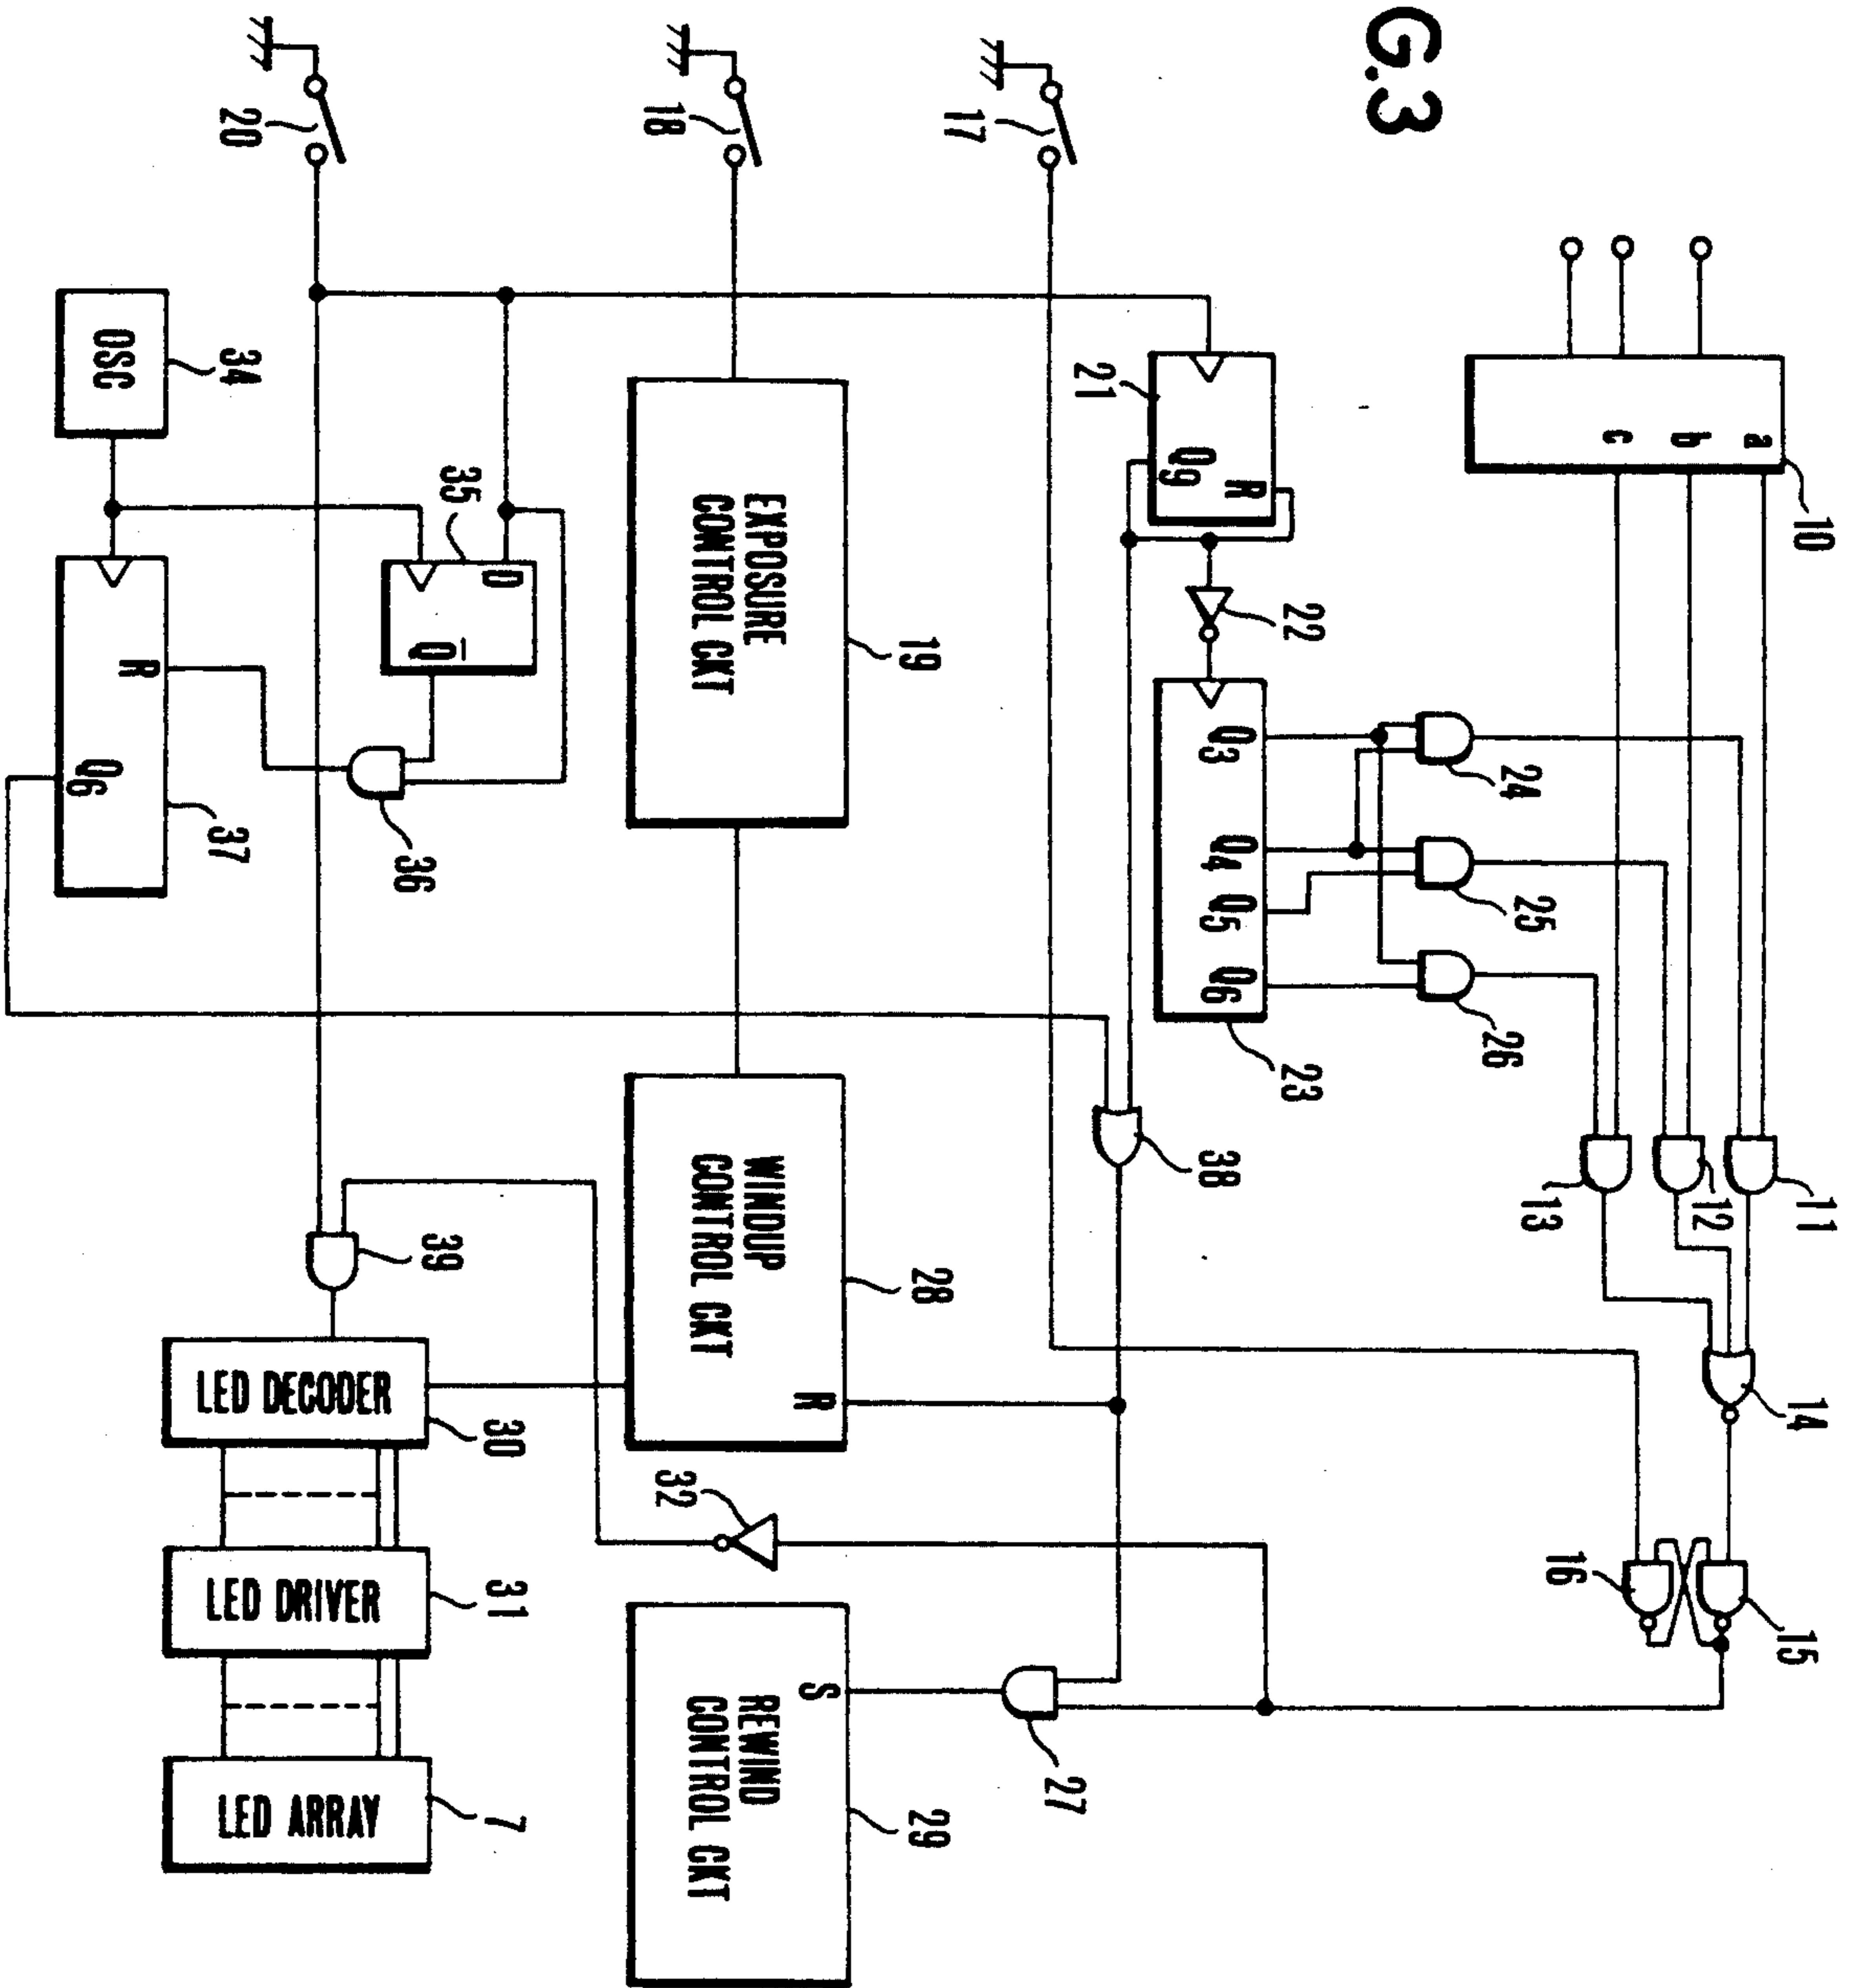 G.3
10
a
b
c
11
12
13
14
15
16
17
18
20
21
Qg
R
22
23
Q3
Q4
Q5
Q6
24
25
26
38
27
EXPOSURE
CONTROL CKT
19
WINDUP
CONTROL CKT
R
28
REWIND
CONTROL CKT
S
29
32
39
35
D
Q̅
36
OSC
34
R
Q6
37
LED DECODER
30
LED DRIVER
31
LED ARRAY
7